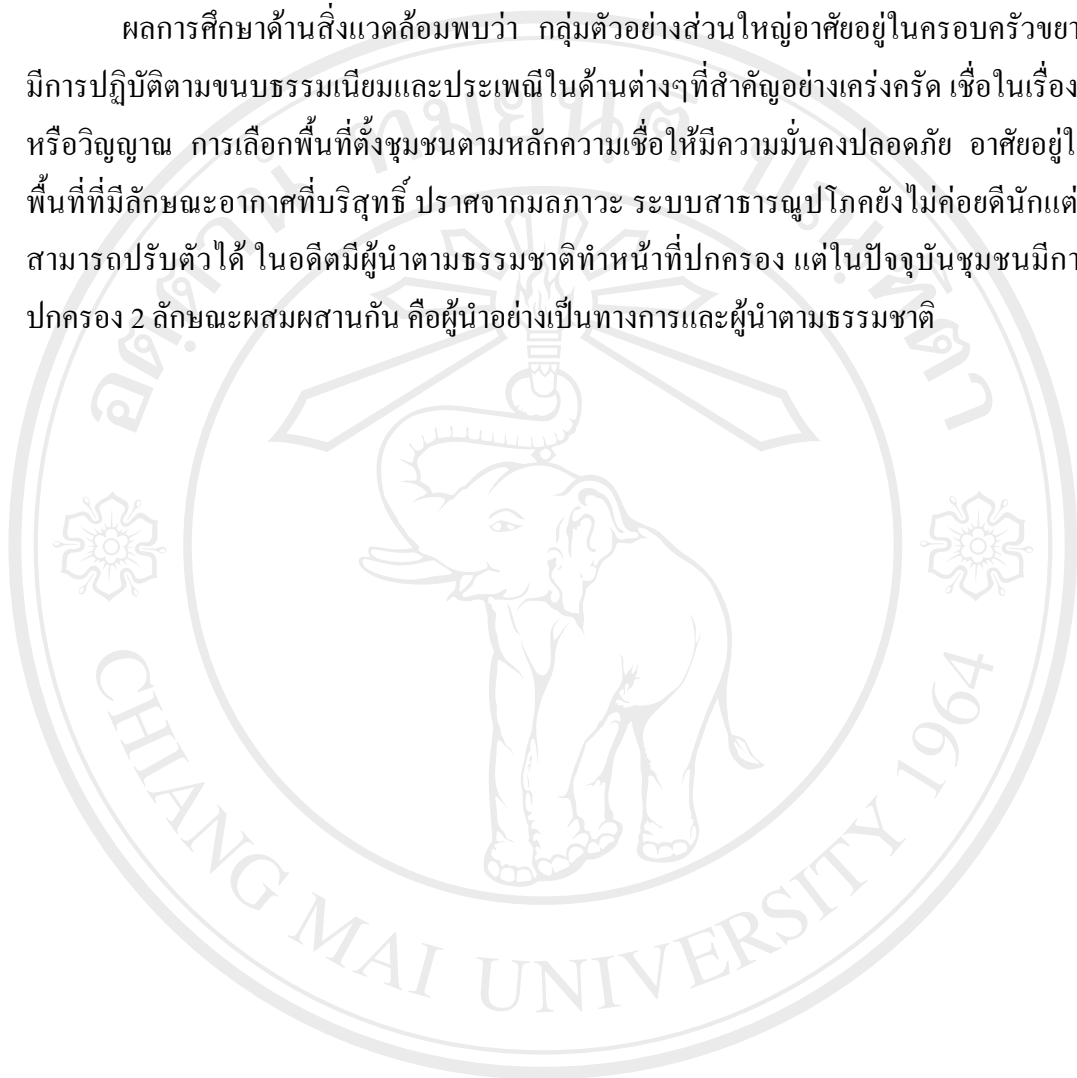 ผลการศึกษาด้านสิ่งแวดล้อมพบว่า กลุ่มตัวอย่างส่วนใหญ่อาศัยอยู่ในครอบครัวขยา
มีการปฏิบัติตามขนบธรรมเนียมและประเพณีในด้านต่างๆที่สำคัญอย่างเคร่งครัด เชื่อในเรื่อง
หรือวิญญาณ การเลือกพื้นที่ตั้งชุมชนตามหลักความเชื่อให้มีความมั่นคงปลอดภัย อาศัยอยู่ใ
พื้นที่ที่มีลักษณะอากาศที่บริสุทธิ์ ปราศจากมลภาวะ ระบบสาธารณูปโภคยังไม่ค่อยดีนักแต่
สามารถปรับตัวได้ ในอดีตมีผู้นำตามธรรมชาติทำหน้าที่ปกครอง แต่ในปัจจุบันชุมชนมีกา
ปกครอง 2 ลักษณะผสมผสานกัน คือผู้นำอย่างเป็นทางการและผู้นำตามธรรมชาติ
อตฺตานํ ทมยนฺติ ปณฺฑิตา
CHIANG MAI UNIVERSITY 1964